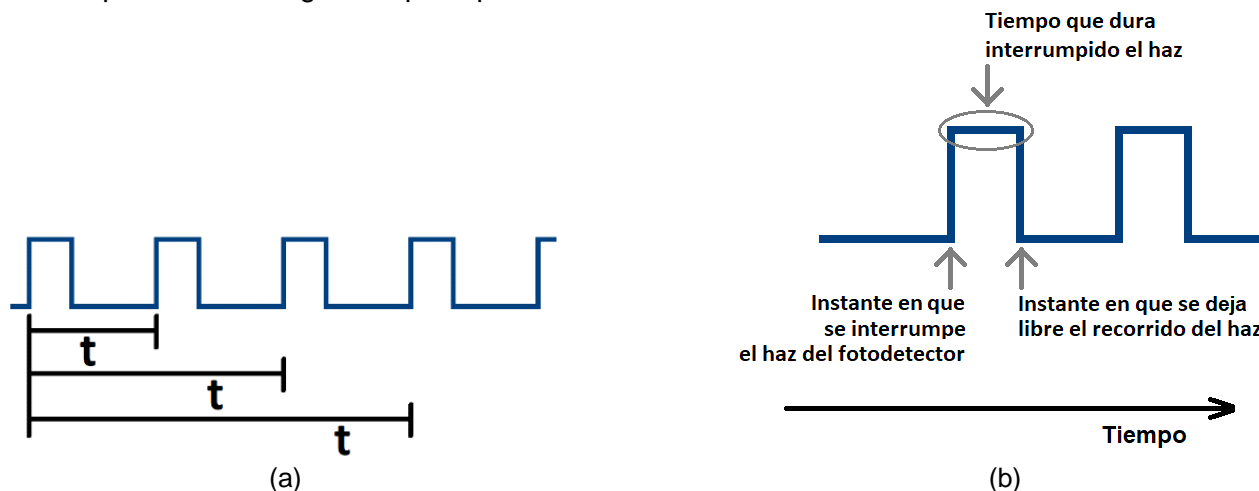 Tiempo que dura
interrumpido el haz
t
t
t
Instante en que
se interrumpe
el haz del fotodetector
Instante en que se deja
libre el recorrido del haz
Tiempo
(a)
(b)